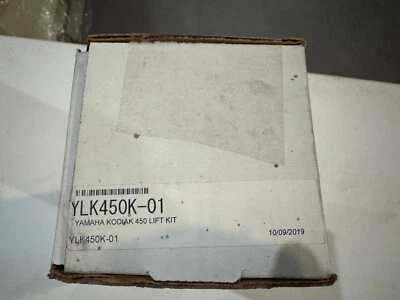 YLK450K-01
YAMAHA KODIAK 450 LIFT KIT
YLK450K-01
10/09/2019